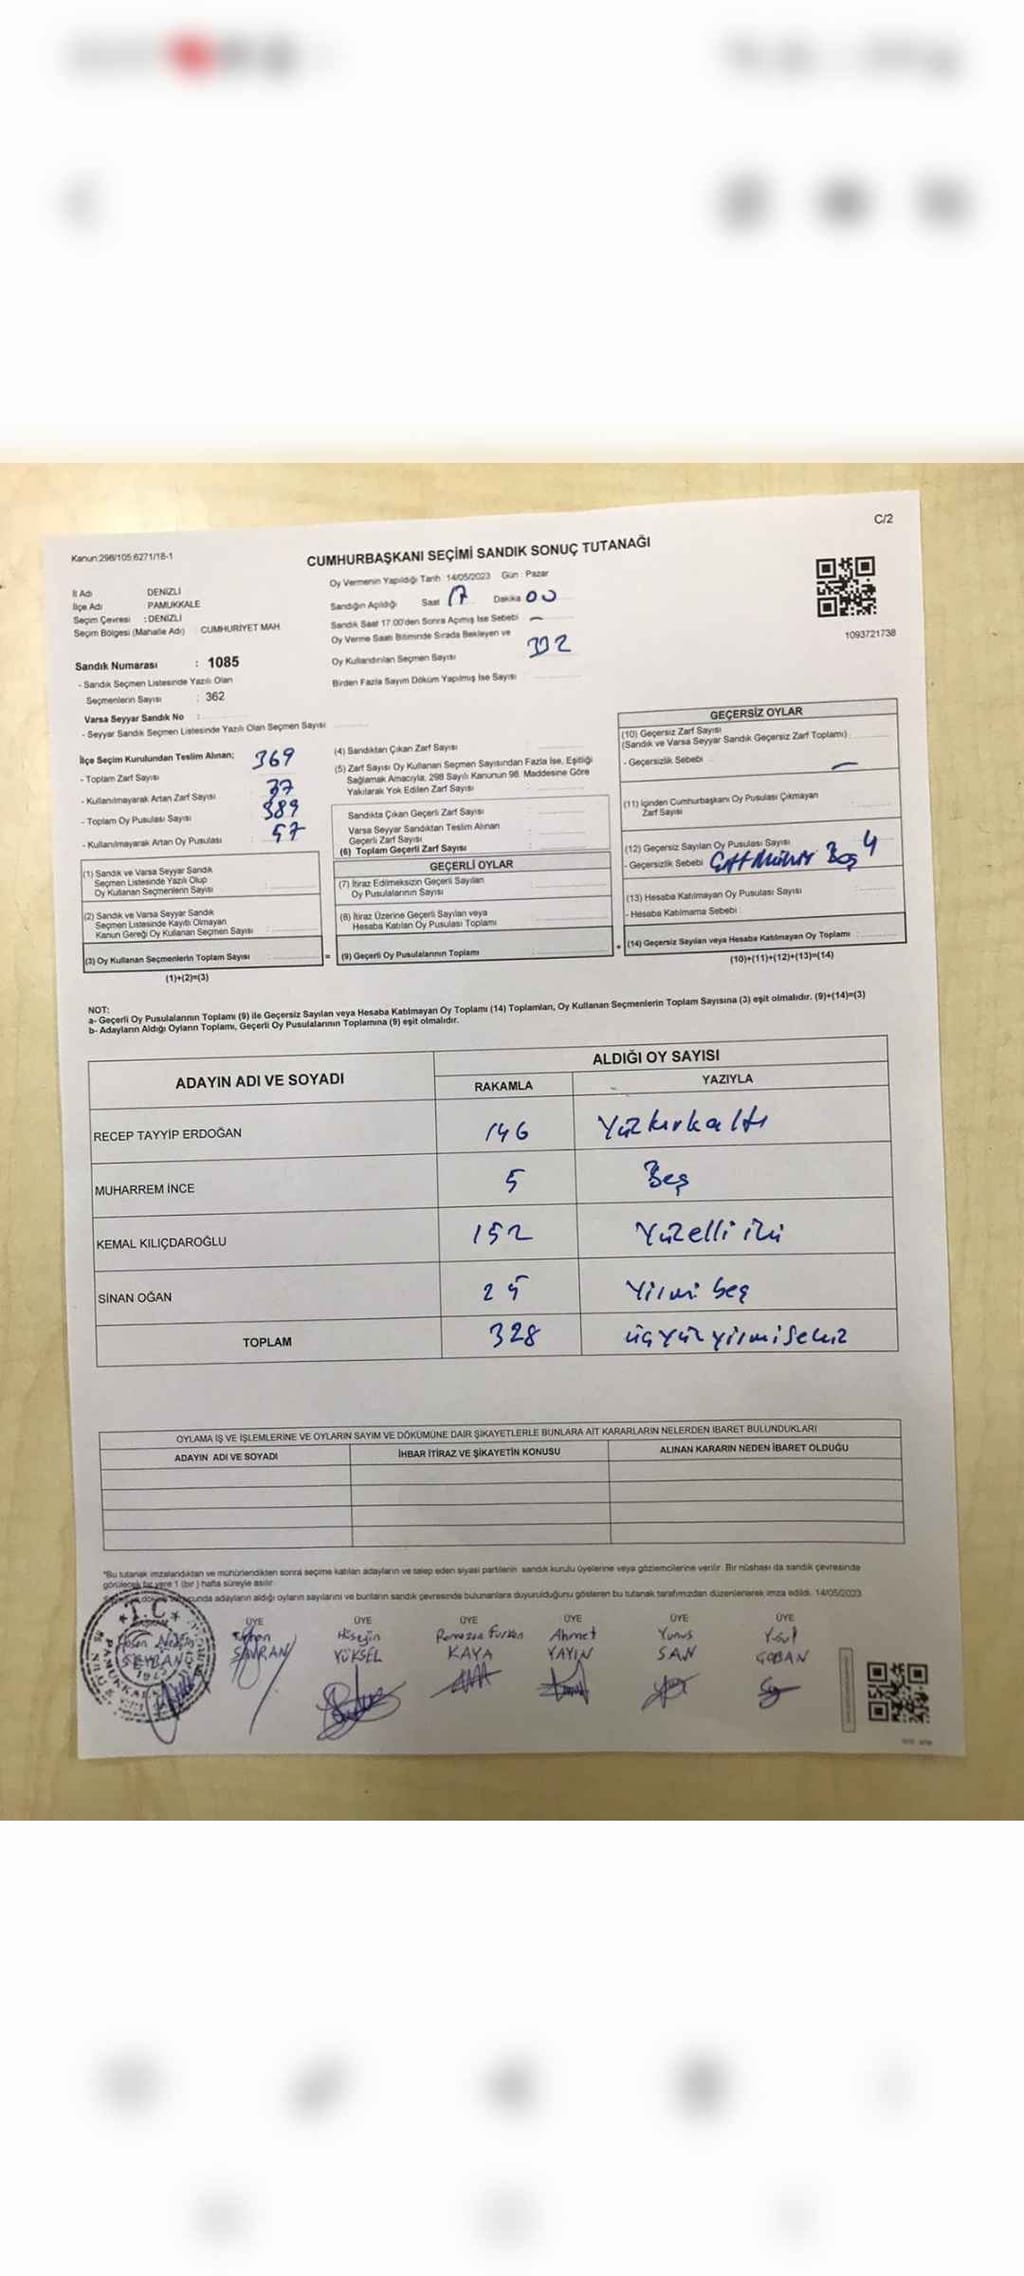 C/2
Kanun:298/105.6271/18-1
CUMHURBAŞKANI SEÇİMİ SANDIK SONUÇ TUTANAĞI
1093721738
İl Adı DENİZLİ
İlçe Adı PAMUKKALE
Seçim Çevresi : DENİZLİ
Seçim Bölgesi (Mahalle Adı) CUMHURİYET MAH
Sandık Numarası : 1085
- Sandık Seçmen Listesinde Yazılı Olan
Seçmenlerin Sayısı : 362
Varsa Seyyar Sandık No :
- Seyyar Sandık Seçmen Listesinde Yazılı Olan Seçmen Sayısı
Oy Vermenin Yapıldığı Tarih :14/05/2023 Gün : Pazar
Sandığın Açıldığı Saat 17 Dakika 00
Sandık Saat 17.00'den Sonra Açımış İse Sebebi -
Oy Verme Saati Bitiminde Sırada Bekleyen ve
Oy Kullandırılan Seçmen Sayısı 332
Birden Fazla Sayım Döküm Yapılmış İse Sayısı
İlçe Seçim Kurulundan Teslim Alınan;
- Toplam Zarf Sayısı 369
- Kullanılmayarak Artan Zarf Sayısı 37
- Toplam Oy Pusulası Sayısı 389
- Kullanılmayarak Artan Oy Pusulası 57
(1) Sandık ve Varsa Seyyar Sandık
Seçmen Listesinde Yazılı Olup
Oy Kullanan Seçmenlerin Sayısı
(2) Sandık ve Varsa Seyyar Sandık
Seçmen Listesinde Kayıtlı Olmayan
Kanun Gereği Oy Kullanan Seçmen Sayısı
(3) Oy Kullanan Seçmenlerin Toplam Sayısı
(1)+(2)=(3)
(4) Sandıktan Çıkan Zarf Sayısı
(5) Zarf Sayısı Oy Kullanan Seçmen Sayısından Fazla İse, Eşitliği
Sağlamak Amacıyla, 298 Sayılı Kanunun 98. Maddesine Göre
Yakılarak Yok Edilen Zarf Sayısı
Sandıkta Çıkan Geçerli Zarf Sayısı
Varsa Seyyar Sandıktan Teslim Alınan
Geçerli Zarf Sayısı
(6) Toplam Geçerli Zarf Sayısı
GEÇERLİ OYLAR
(7) İtiraz Edilmeksizin Geçerli Sayılan
Oy Pusulalarının Sayısı
(8) İtiraz Üzerine Geçerli Sayılan veya
Hesaba Katılan Oy Pusulası Toplamı
= (9) Geçerli Oy Pusulalarının Toplamı
GEÇERSİZ OYLAR
(10) Geçersiz Zarf Sayısı
(Sandık ve Varsa Seyyar Sandık Geçersiz Zarf Toplamı)
- Geçersizlik Sebebi -
(11) İçinden Cumhurbaşkanı Oy Pusulası Çıkmayan
Zarf Sayısı
(12) Geçersiz Sayılan Oy Pusulası Sayısı 4
- Geçersizlik Sebebi Çift Mühür Boş
(13) Hesaba Katılmayan Oy Pusulası Sayısı
- Hesaba Katılmama Sebebi
+ (14) Geçersiz Sayılan veya Hesaba Katılmayan Oy Toplamı
(10)+(11)+(12)+(13)=(14)
NOT:
a- Geçerli Oy Pusulalarının Toplamı (9) ile Geçersiz Sayılan veya Hesaba Katılmayan Oy Toplamı (14) Toplamları, Oy Kullanan Seçmenlerin Toplam Sayısına (3) eşit olmalıdır. (9)+(14)=(3)
b- Adayların Aldığı Oyların Toplamı, Geçerli Oy Pusulalarının Toplamına (9) eşit olmalıdır.
ADAYIN ADI VE SOYADI ALDIĞI OY SAYISI
RAKAMLA YAZIYLA
RECEP TAYYİP ERDOĞAN 146 Yüzkırkaltı
MUHARREM İNCE 5 Beş
KEMAL KILIÇDAROĞLU 152 Yüzelli iki
SİNAN OĞAN 25 Yirmi beş
TOPLAM 328 üçyüzyirmisekiz
OYLAMA İŞ VE İŞLEMLERİNE VE OYLARIN SAYIM VE DÖKÜMÜNE DAİR ŞİKAYETLERLE BUNLARA AİT KARARLARIN NELERDEN İBARET BULUNDUKLARI
ADAYIN ADI VE SOYADI İHBAR İTİRAZ VE ŞİKAYETİN KONUSU ALINAN KARARIN NEDEN İBARET OLDUĞU
*Bu tutanak imzalandıktan ve mühürlendikten sonra seçime katılan adayların ve talep eden siyasi partilerin sandık kurulu üyelerine veya gözlemcilerine verilir. Bir nüshası da sandık çevresinde
görülecek bir yere 1 (bir ) hafta süreyle asılır.
adayların aldığı oyların sayılarını ve bunların sandık çevresinde bulunanlara duyurulduğunu gösteren bu tutanak tarafımızdan düzenlenerek imza edildi. 14/05/2023
ÜYE ÜYE ÜYE ÜYE ÜYE ÜYE
Hüseyin Ramazan Furkan Ahmet Yunus
SEYBAN SAVRAN YÜKSEL KAYA YAYIN SAN ÇOBAN
T.C.